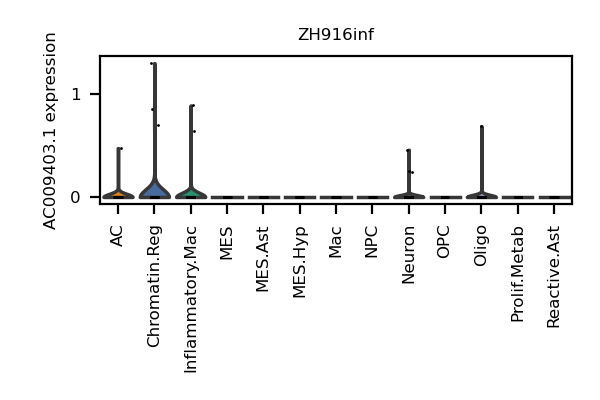 ZH916inf
AC009403.1 expression
1
0
AC
Chromatin.Reg
Inflammatory.Mac
MES
MES.Ast
MES.Hyp
Mac
NPC
Neuron
OPC
Oligo
Prolif.Metab
Reactive.Ast